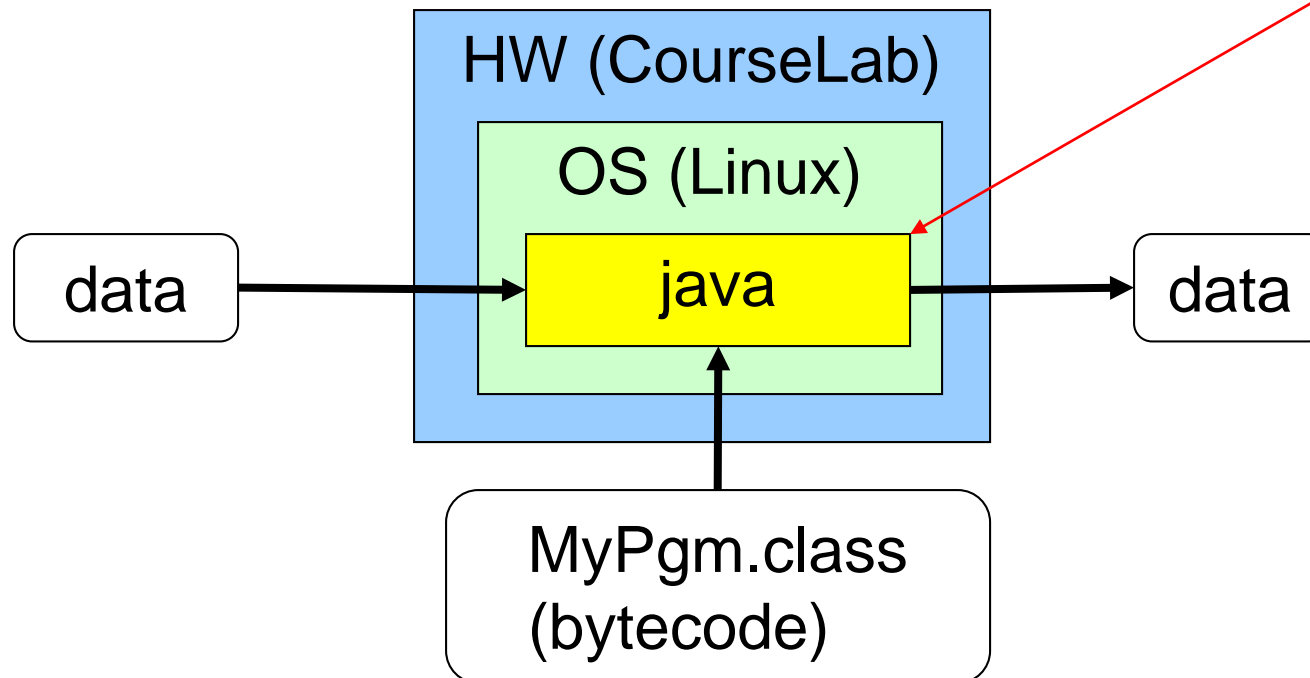 HW (CourseLab)
OS (Linux)
data
java
data
MyPgm.class
(bytecode)